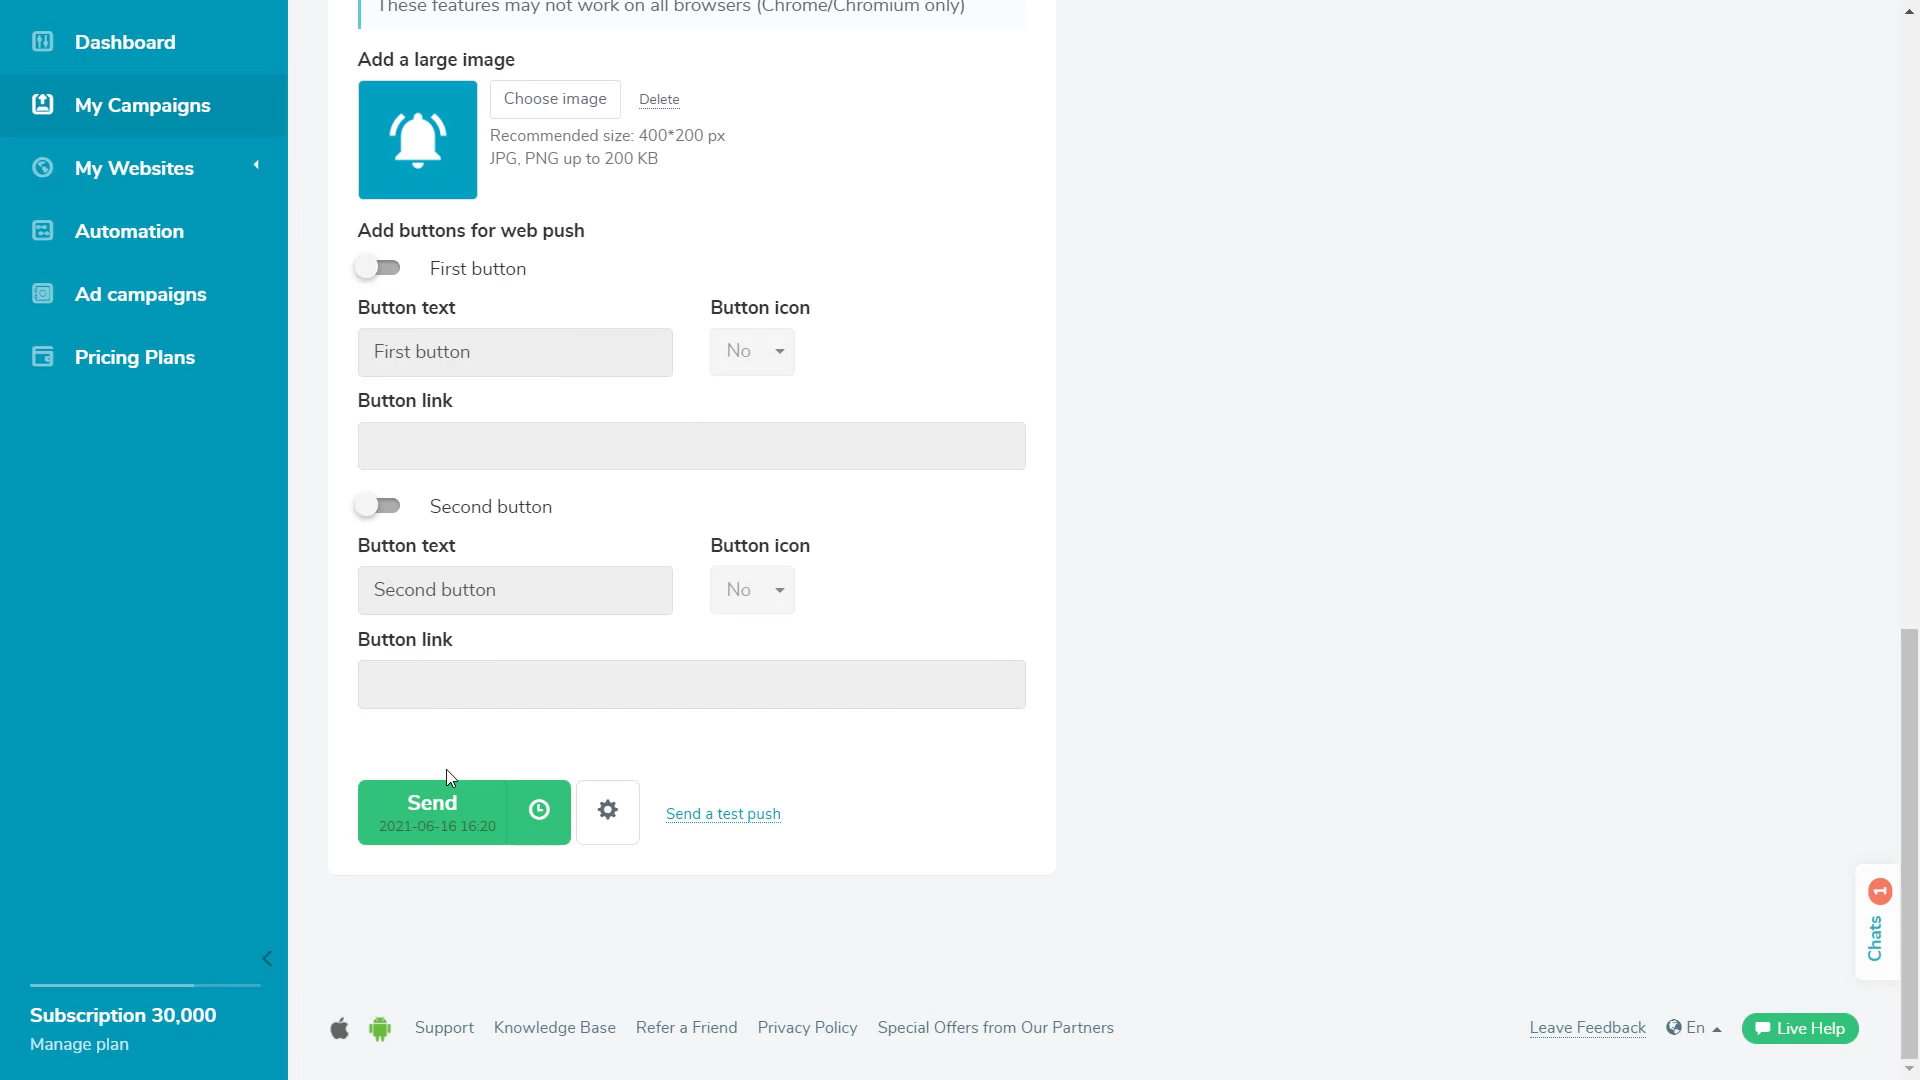 Dashboard
My Campaigns
My Websites
Automation
Ad campaigns
Pricing Plans
Subscription 30,000
Manage plan
These features may not work on all browsers (Chrome/Chromium only)
Add a large image
Choose image
Delete
Recommended size: 400*200 px
JPG, PNG up to 200 KB
Add buttons for web push
First button
Button text
Button icon
First button
No
Button link
Second button
Button text
Button icon
Second button
No
Button link
Send
2021-06-16 16:20
Send a test push
1
Chats
Support
Knowledge Base
Refer a Friend
Privacy Policy
Special Offers from Our Partners
Leave Feedback
En
Live Help